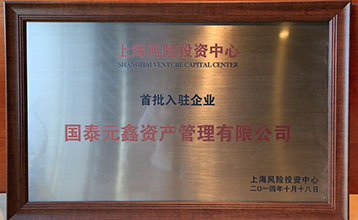 上海风险投资中心
SHANGHAI VENTURE CAPITAL CENTER
首批入驻企业
国泰元鑫资产管理有限公司
上海风险投资中心
二〇一四年十月十八日